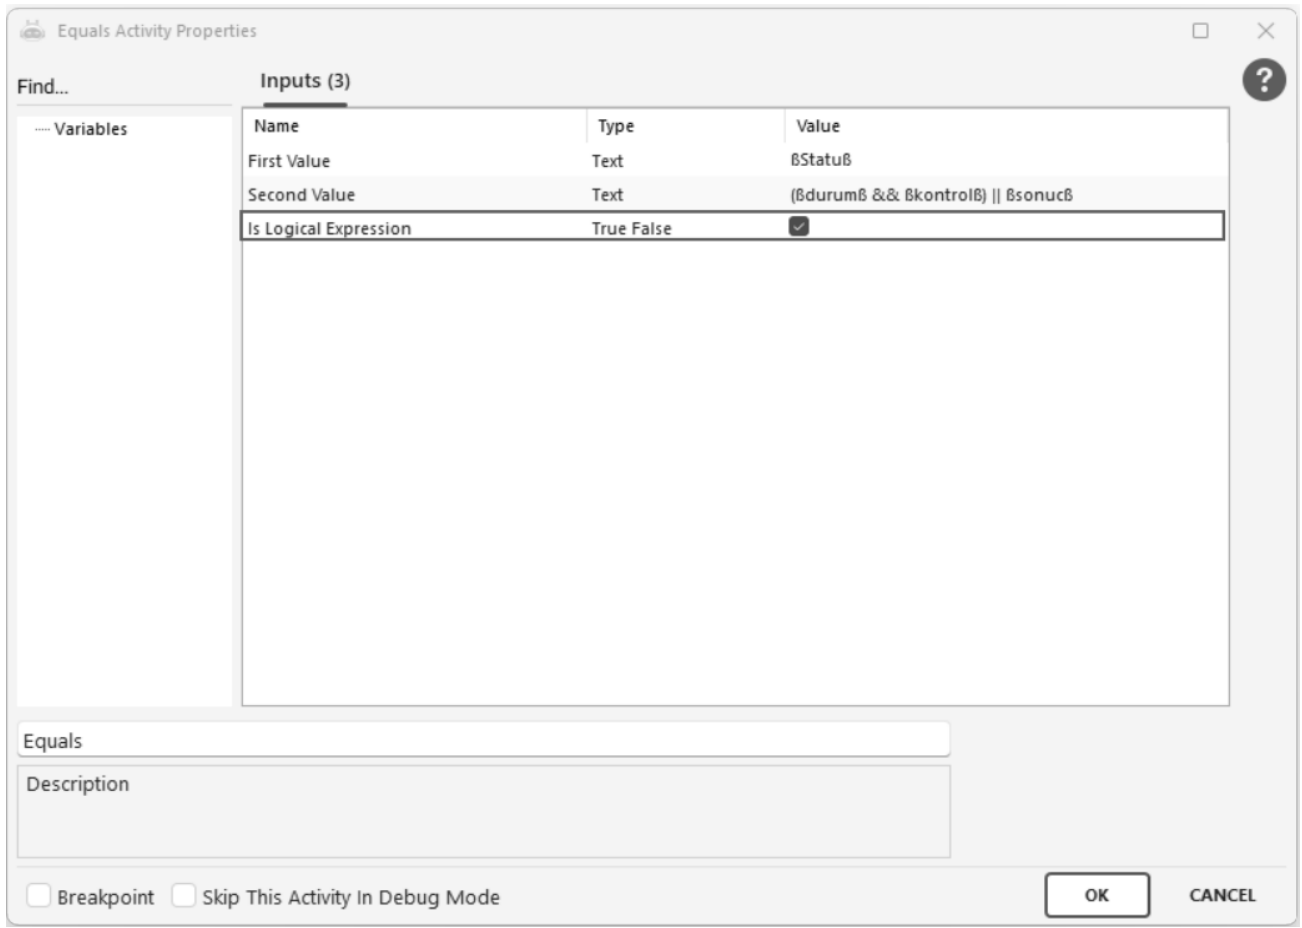 Equals Activity Properties
Find...
Inputs (3)
?
Variables
Name Type Value
First Value Text ßStatuß
Second Value Text (ßdurumß && ßkontrolß) || ßsonucß
Is Logical Expression True False
Equals
Description
Breakpoint Skip This Activity In Debug Mode OK CANCEL